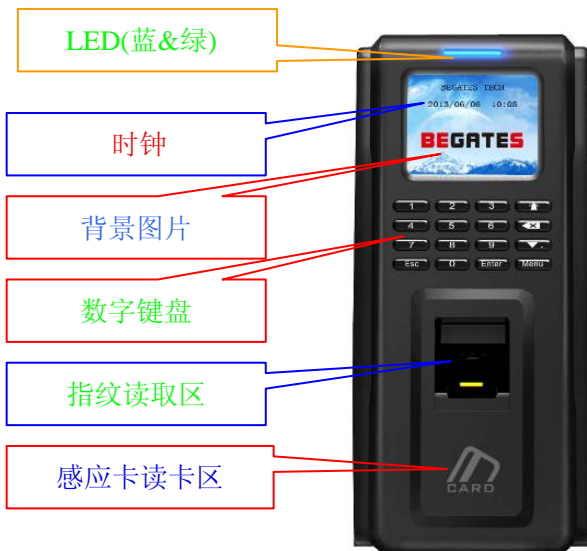 LED(蓝&绿)
时钟
背景图片
数字键盘
指纹读取区
感应卡读卡区
BEGATES TECH
2013/06/06 10:08
BEGATES
1 2 3
4 5 6
7 8 9
Esc 0 Enter Menu
CARD